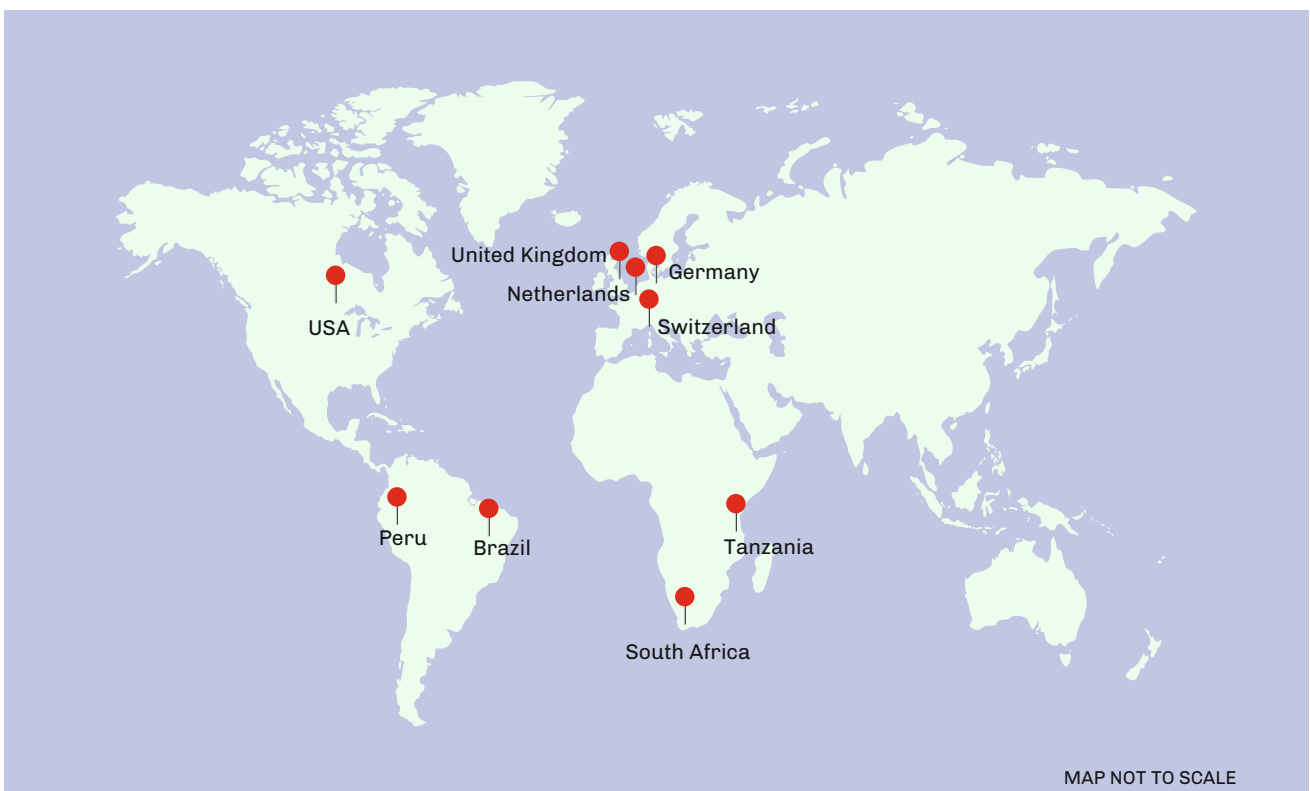 United Kingdom
Germany
Netherlands
USA
Switzerland
Peru
Brazil
Tanzania
South Africa
MAP NOT TO SCALE